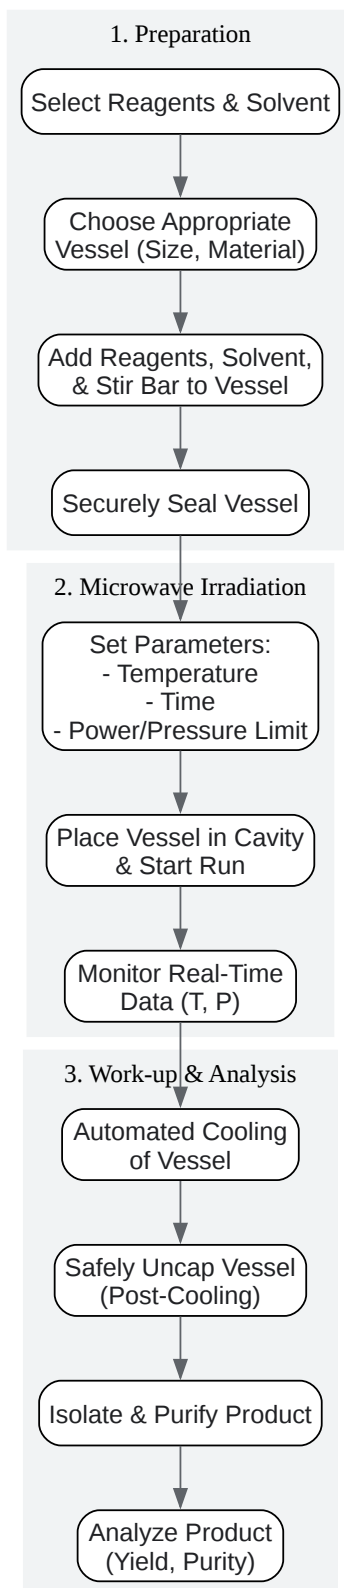 1. Preparation
Select Reagents & Solvent
Choose Appropriate
Vessel (Size, Material)
Add Reagents, Solvent,
& Stir Bar to Vessel
Securely Seal Vessel
2. Microwave Irradiation
Set Parameters:
- Temperature
- Time
- Power/Pressure Limit
Place Vessel in Cavity
& Start Run
Monitor Real-Time
Data (T, P)
3. Work-up & Analysis
Automated Cooling
of Vessel
Safely Uncap Vessel
(Post-Cooling)
Isolate & Purify Product
Analyze Product
(Yield, Purity)